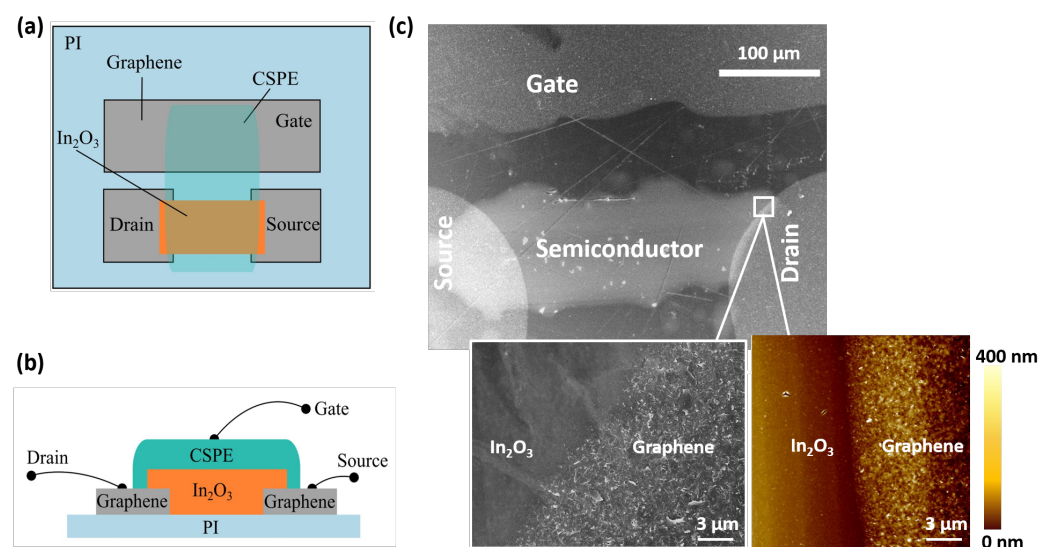 (a)
PI
Graphene
CSPE
Gate
In₂O₃
Drain
Source
(b)
Gate
Drain
CSPE
Source
Graphene
In₂O₃
Graphene
PI
(c)
100 µm
Gate
Source
Semiconductor
Drain
In₂O₃
Graphene
3 µm
In₂O₃
Graphene
3 µm
400 nm
0 nm